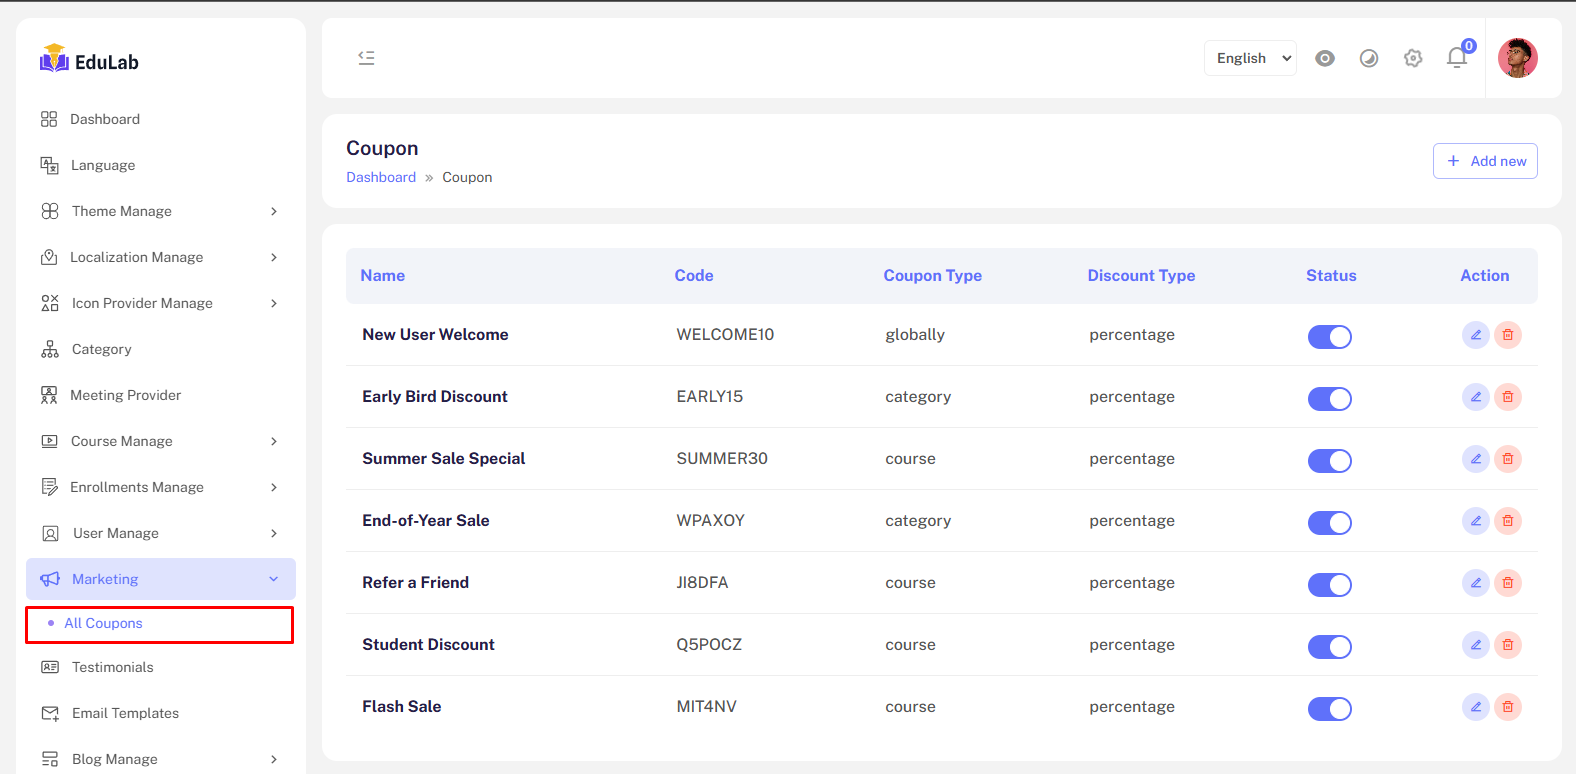 EduLab
Dashboard
Language
Theme Manage
Localization Manage
Icon Provider Manage
Category
Meeting Provider
Course Manage
Enrollments Manage
User Manage
Marketing
All Coupons
Testimonials
Email Templates
Blog Manage
English
0
Coupon
Dashboard » Coupon
+ Add new
Name Code Coupon Type Discount Type Status Action
New User Welcome WELCOME10 globally percentage
Early Bird Discount EARLY15 category percentage
Summer Sale Special SUMMER30 course percentage
End-of-Year Sale WPAXOY category percentage
Refer a Friend JI8DFA course percentage
Student Discount Q5POCZ course percentage
Flash Sale MIT4NV course percentage